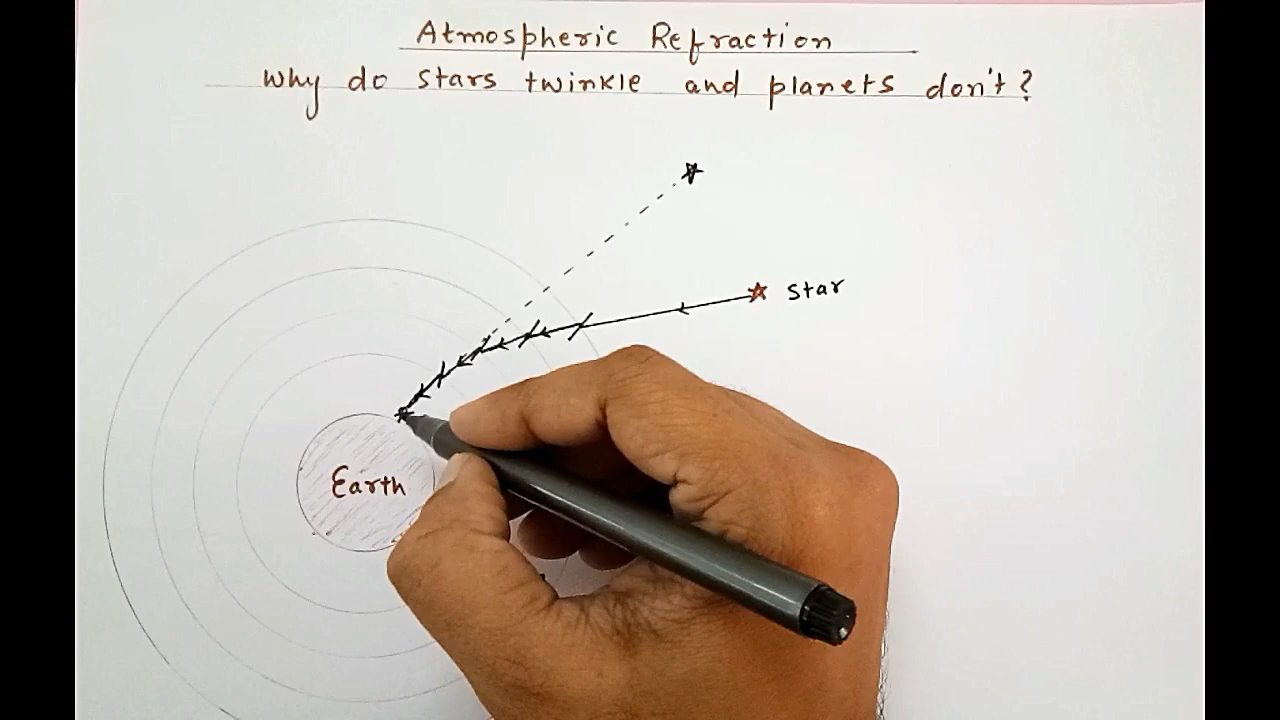 Atmospheric Refraction
Why do stars twinkle and planets don't?
Star
Earth